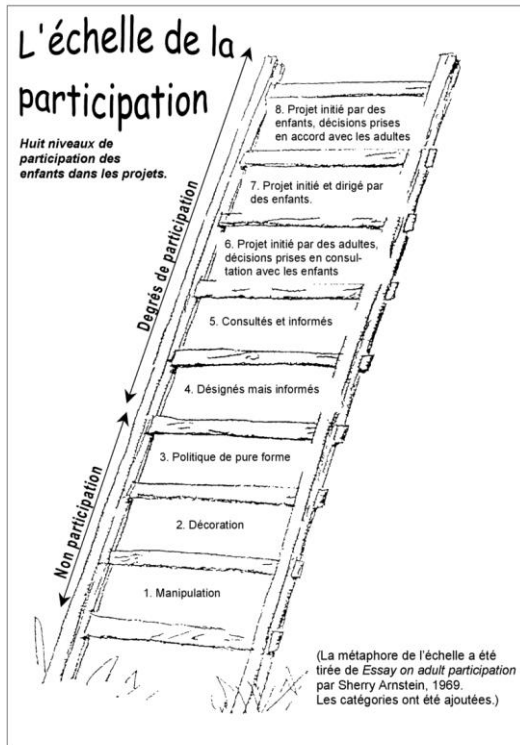 L'échelle de la
participation
Huit niveaux de
participation des
enfants dans les projets.
Degrés de participation
Non participation
8. Projet initié par des
enfants, décisions prises
en accord avec les adultes
7. Projet initié et dirigé par
des enfants.
6. Projet initié par des adultes,
décisions prises en consul-
tation avec les enfants
5. Consultés et informés
4. Désignés mais informés
3. Politique de pure forme
2. Décoration
1. Manipulation
(La métaphore de l'échelle a été
tirée de Essay on adult participation
par Sherry Arnstein, 1969.
Les catégories ont été ajoutées.)